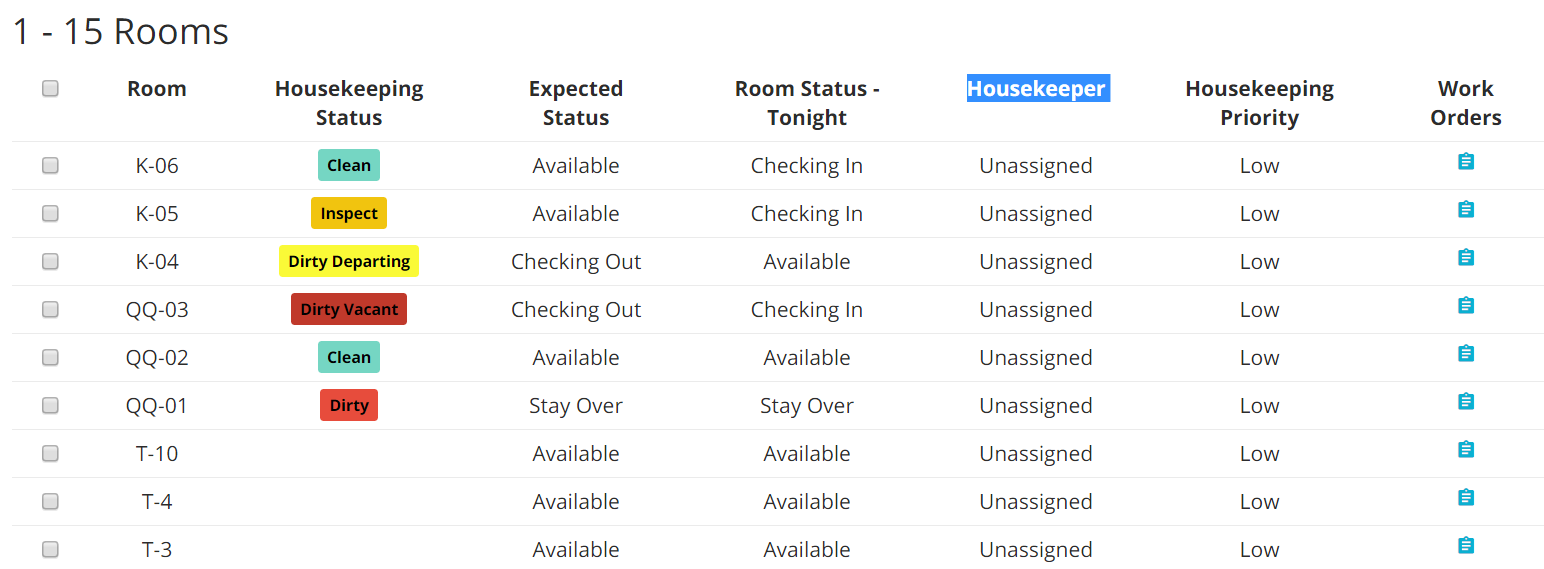 1 - 15 Rooms
Room Housekeeping Status Expected Status Room Status - Tonight Housekeeper Housekeeping Priority Work Orders
K-06 Clean Available Checking In Unassigned Low
K-05 Inspect Available Checking In Unassigned Low
K-04 Dirty Departing Checking Out Available Unassigned Low
QQ-03 Dirty Vacant Checking Out Checking In Unassigned Low
QQ-02 Clean Available Available Unassigned Low
QQ-01 Dirty Stay Over Stay Over Unassigned Low
T-10 Available Available Unassigned Low
T-4 Available Available Unassigned Low
T-3 Available Available Unassigned Low